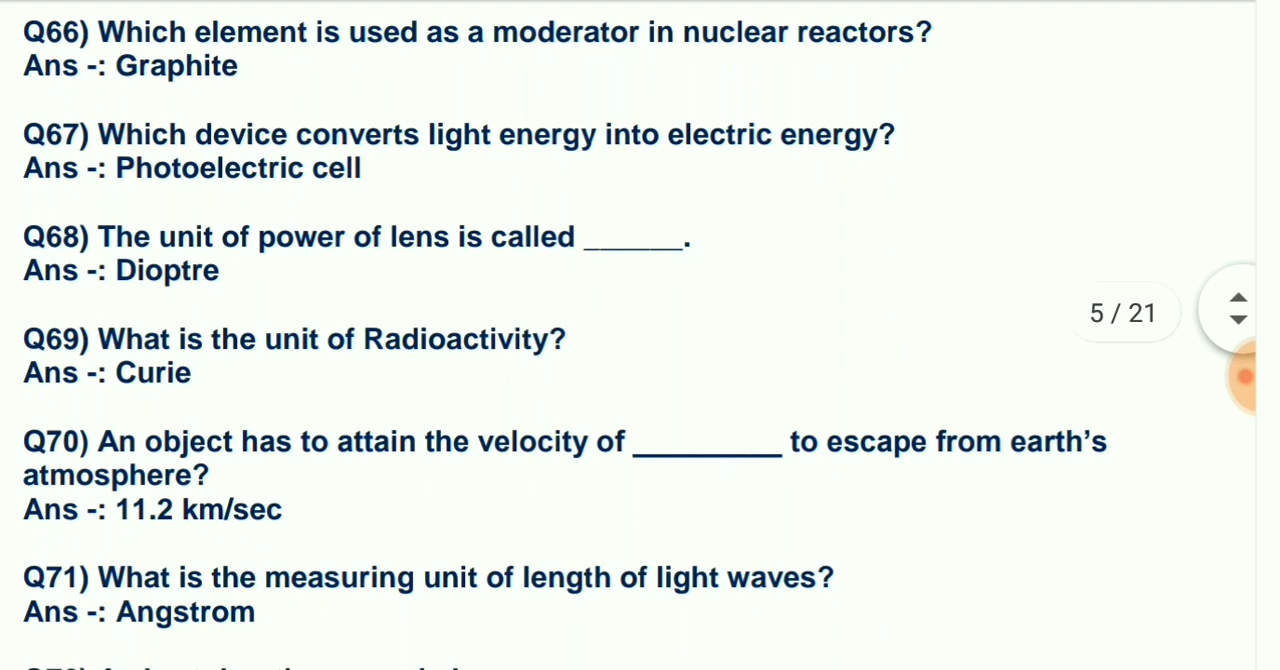 Q66) Which element is used as a moderator in nuclear reactors?
Ans -: Graphite
Q67) Which device converts light energy into electric energy?
Ans -: Photoelectric cell
Q68) The unit of power of lens is called ______.
Ans -: Dioptre
5 / 21
Q69) What is the unit of Radioactivity?
Ans -: Curie
Q70) An object has to attain the velocity of _________ to escape from earth’s
atmosphere?
Ans -: 11.2 km/sec
Q71) What is the measuring unit of length of light waves?
Ans -: Angstrom